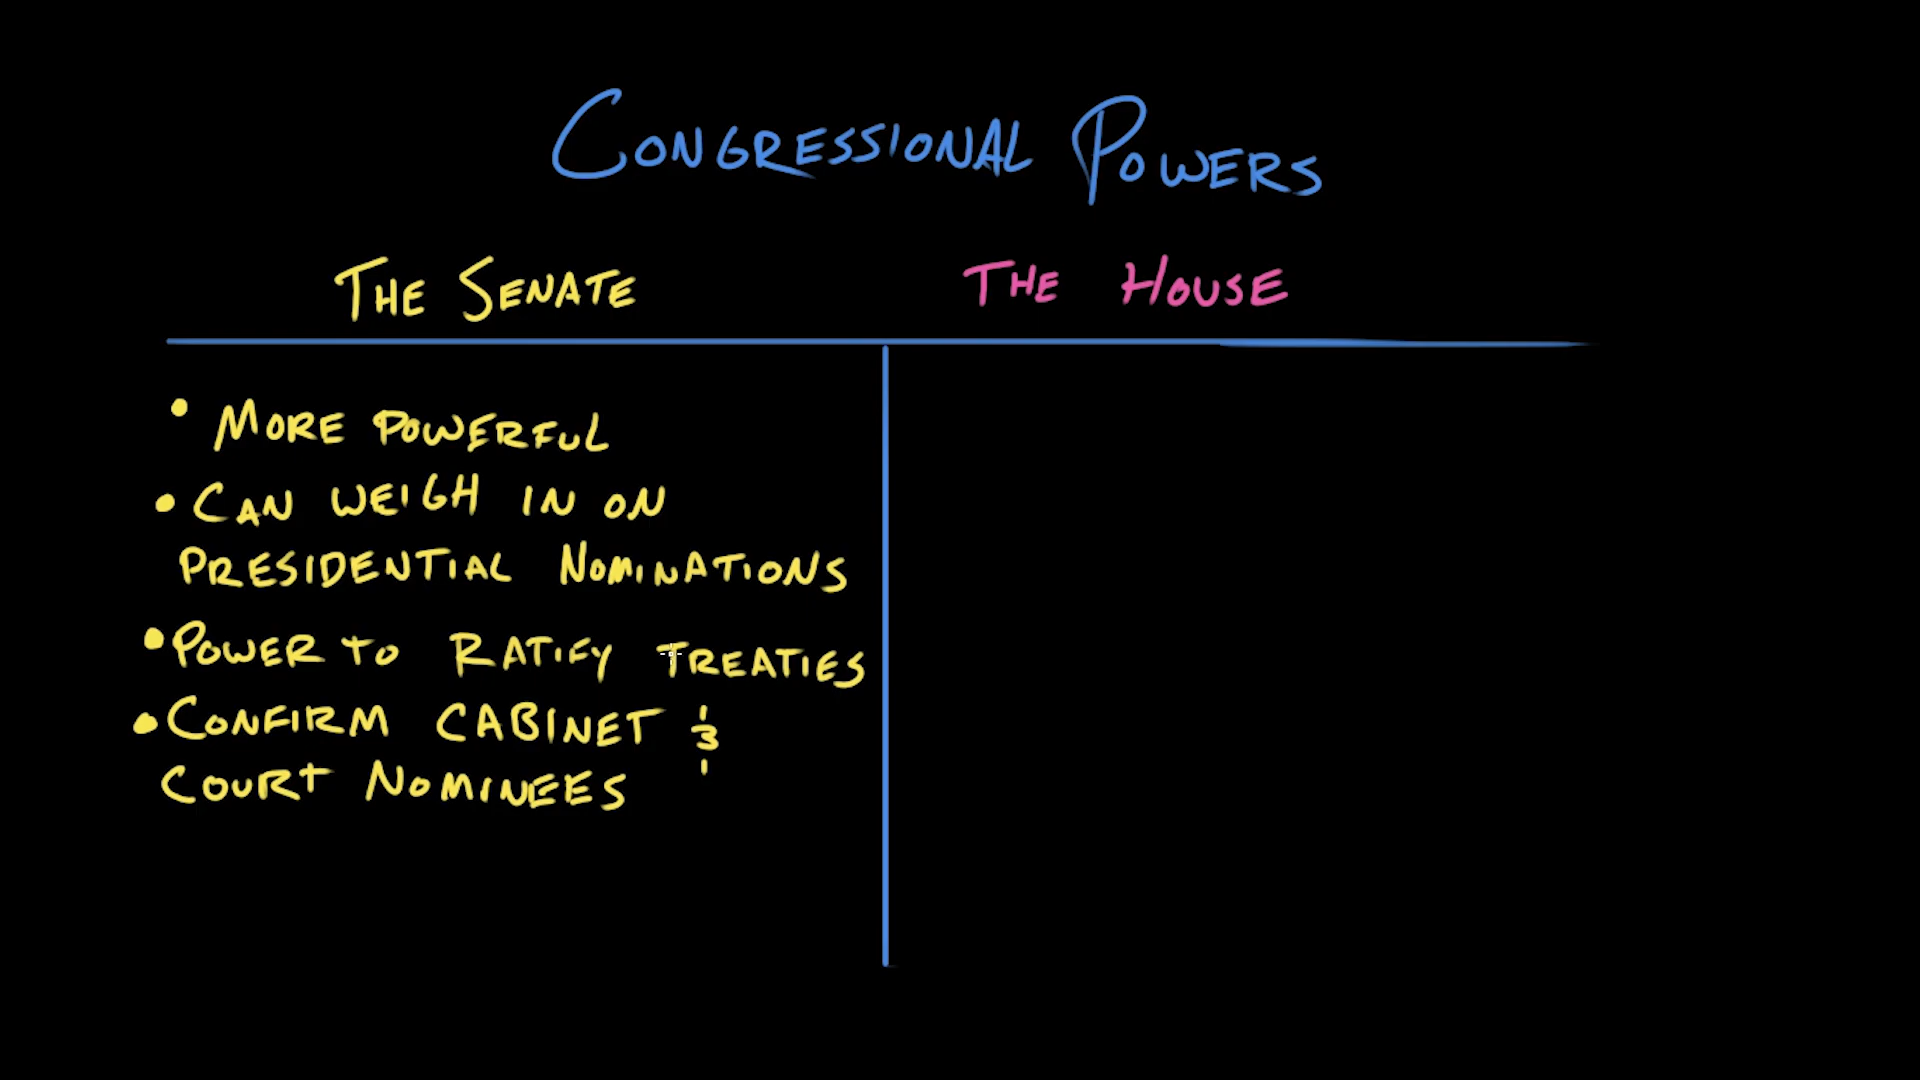 CONGRESSIONAL POWERS
THE SENATE
THE HOUSE
• MORE POWERFUL
• CAN WEIGH IN ON
PRESIDENTIAL NOMINATIONS
• POWER TO RATIFY TREATIES
• CONFIRM CABINET &
COURT NOMINEES